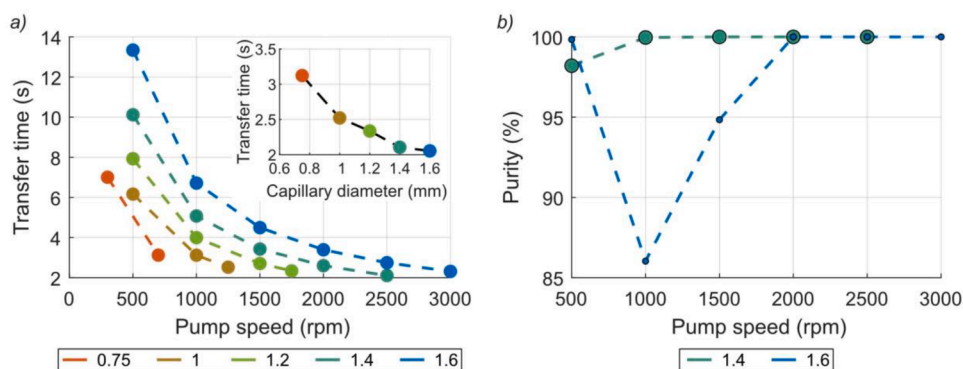 a)
Transfer time (s)
14
12
10
8
6
4
2
0 500 1000 1500 2000 2500 3000
Pump speed (rpm)
Transfer time (s)
3.5
3
2.5
2
0.6 0.8 1 1.2 1.4 1.6
Capillary diameter (mm)
0.75 1 1.2 1.4 1.6
b)
Purity (%)
100
95
90
85
500 1000 1500 2000 2500 3000
Pump speed (rpm)
1.4 1.6